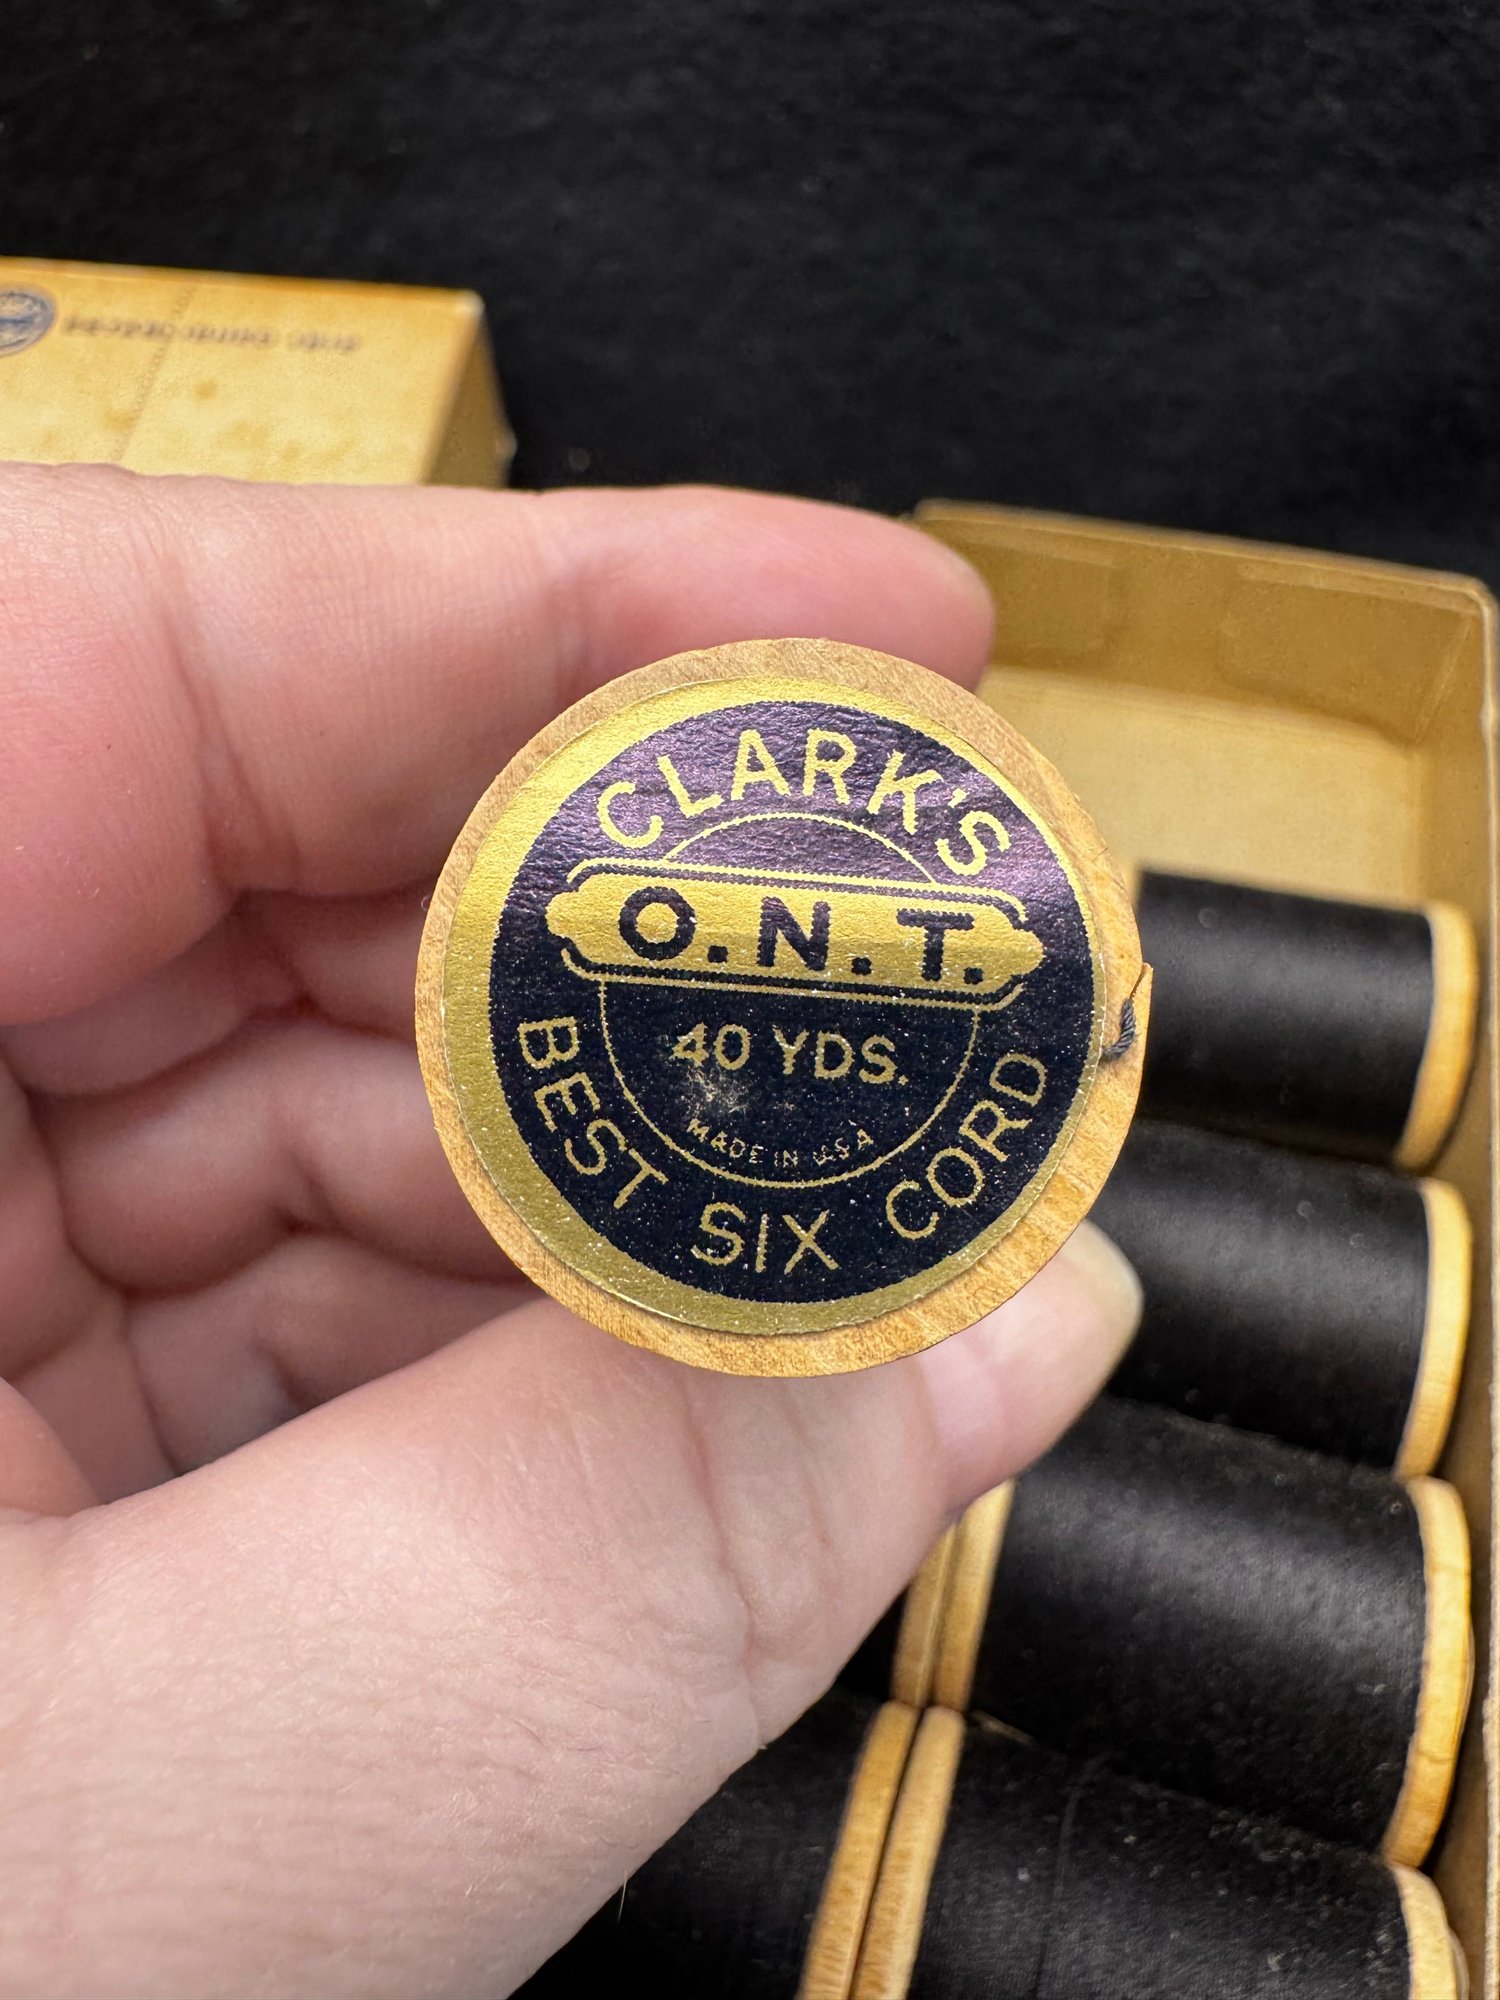 CLARK'S
O.N.T.
40 YDS.
MADE IN U.S.A
BEST SIX CORD